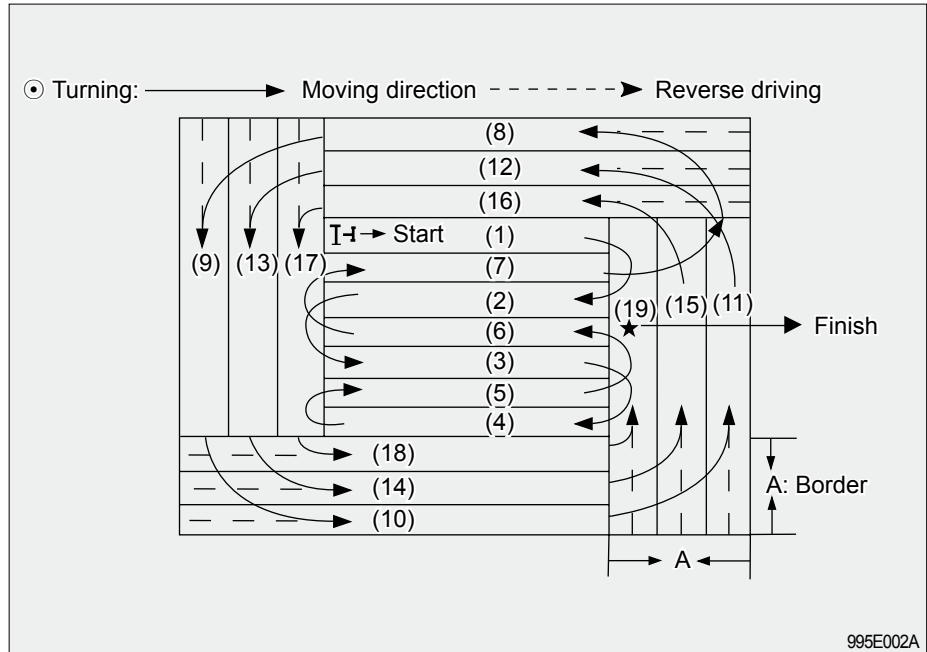 ⊙ Turning: Moving direction Reverse driving
(8)
(12)
(16)
Start (1)
(9) (13) (17) (7)
(2)
(19) (15) (11)
(6) Finish
(3)
(5)
(4)
(18)
(14) A: Border
(10)
A
995E002A